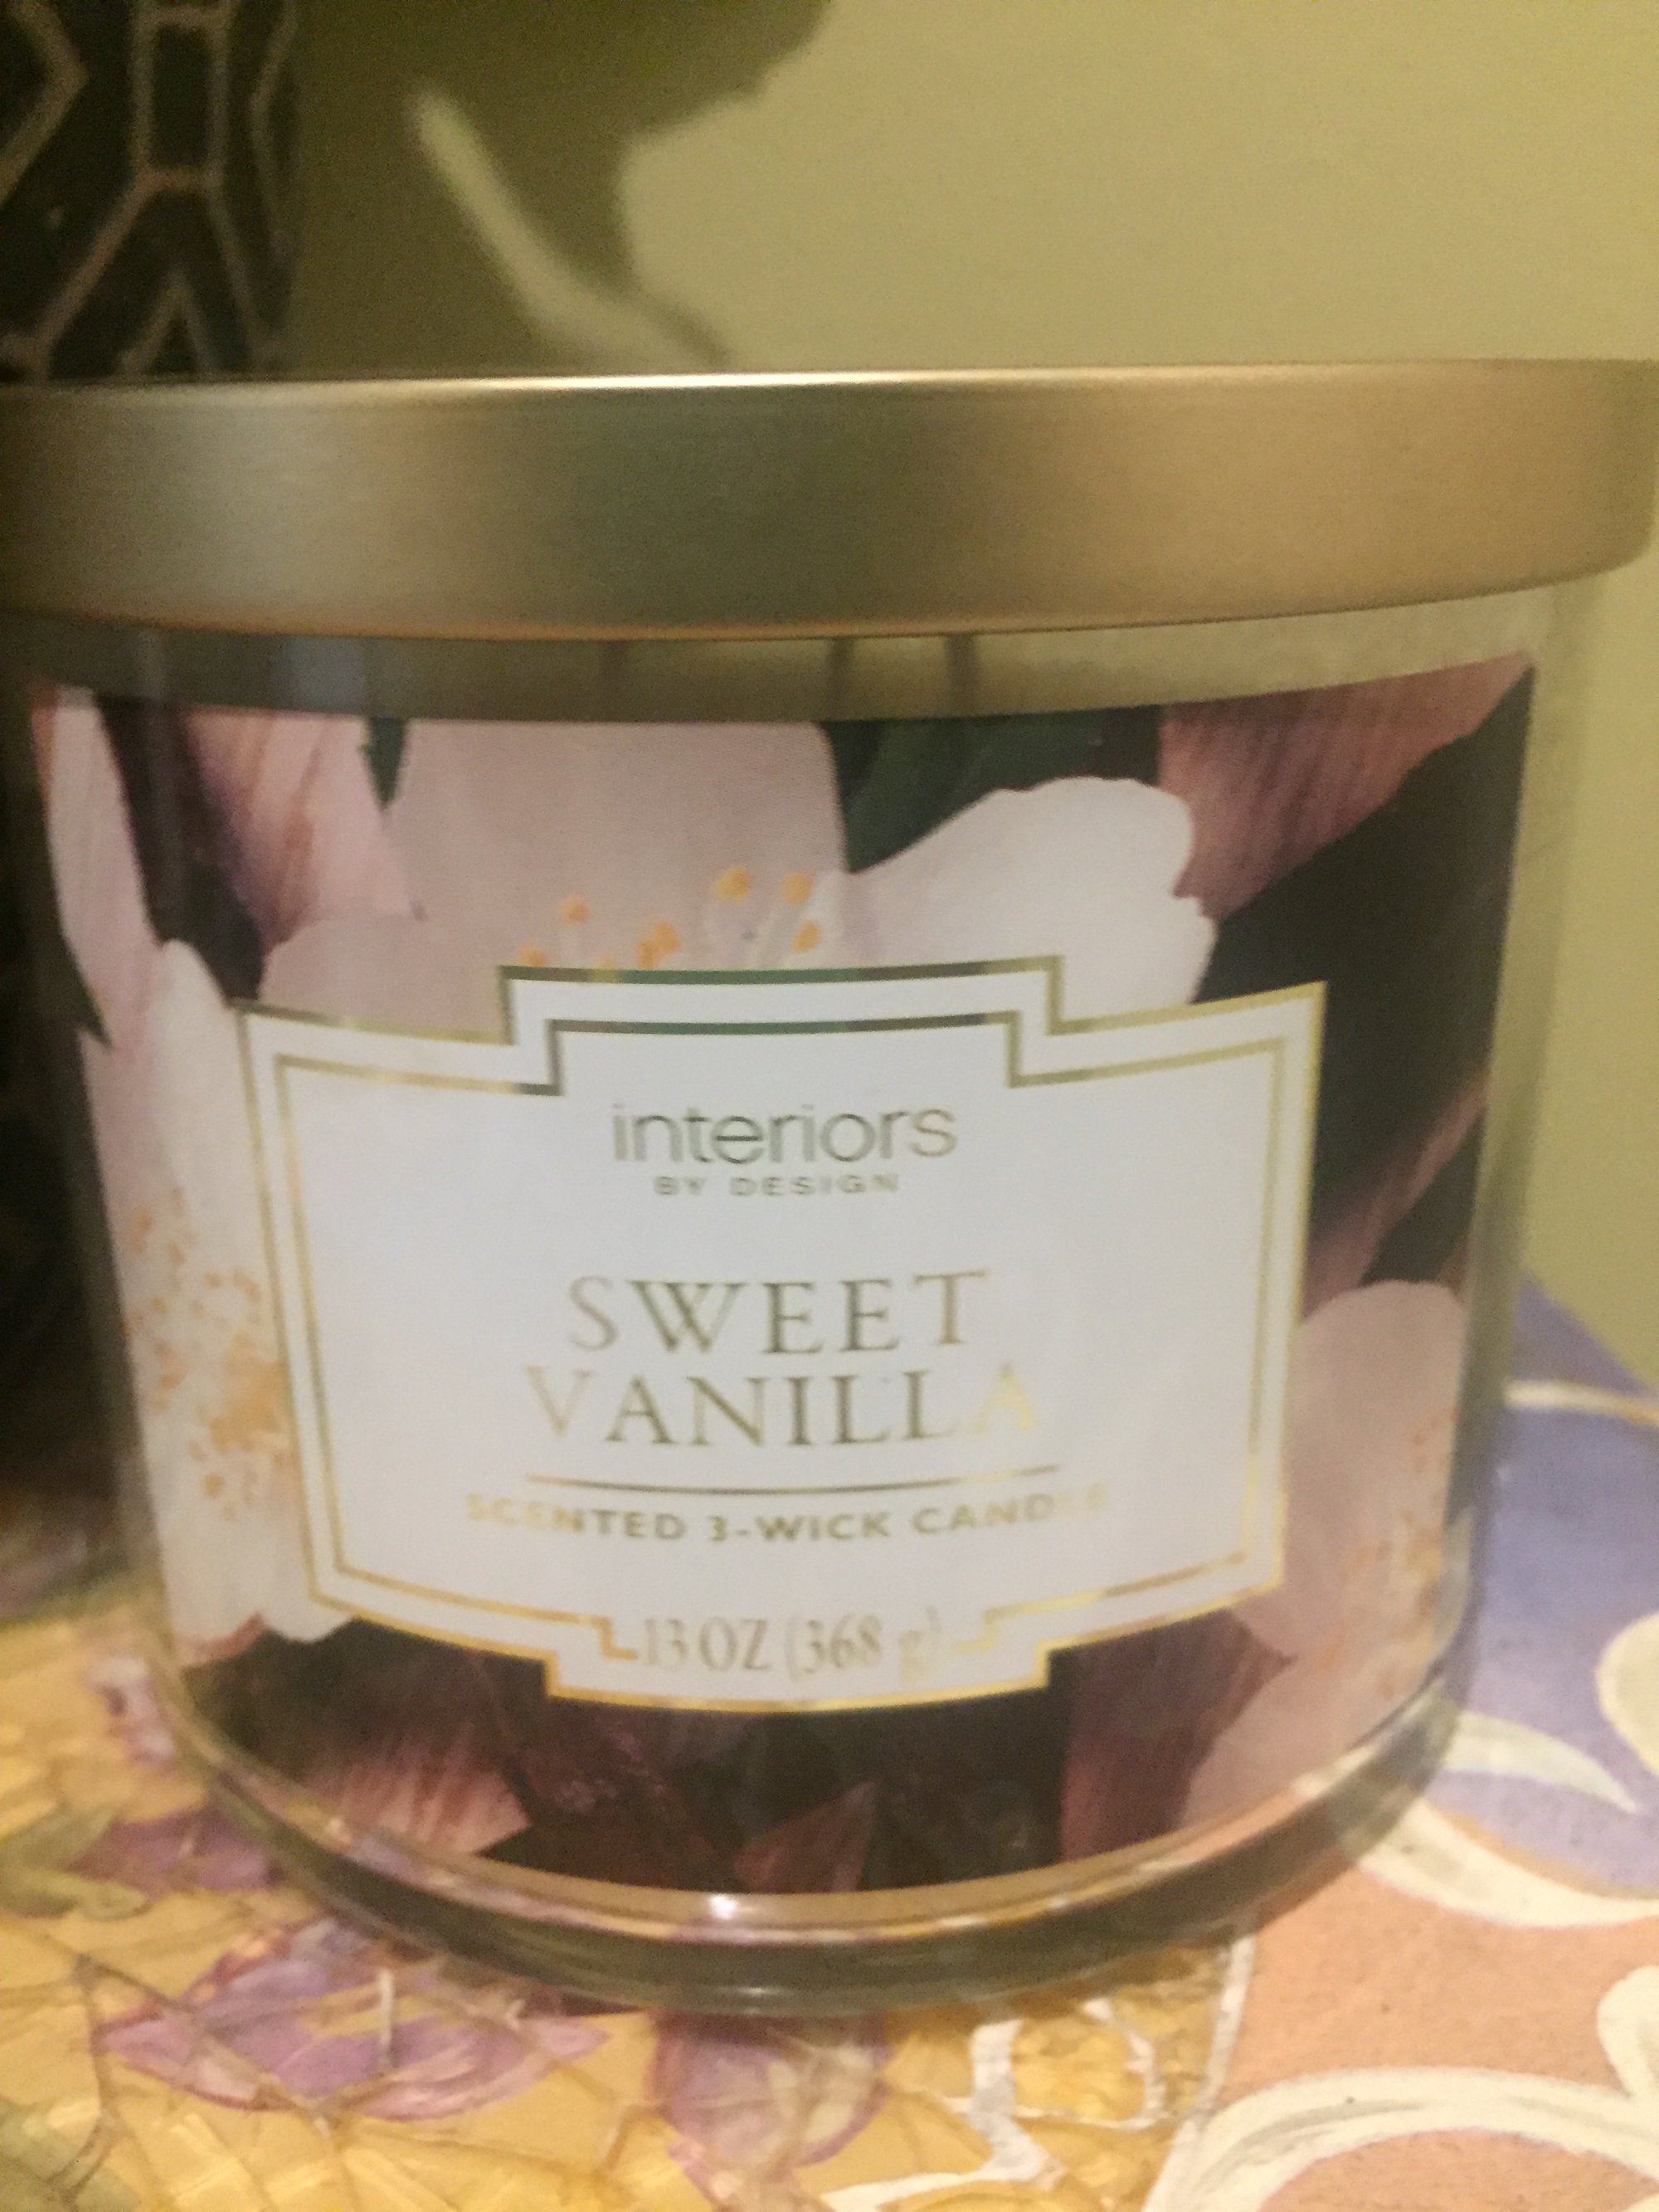 interiors
BY DESIGN
SWEET
VANILLA
SCENTED 3-WICK CANDLE
13 OZ (368 g)